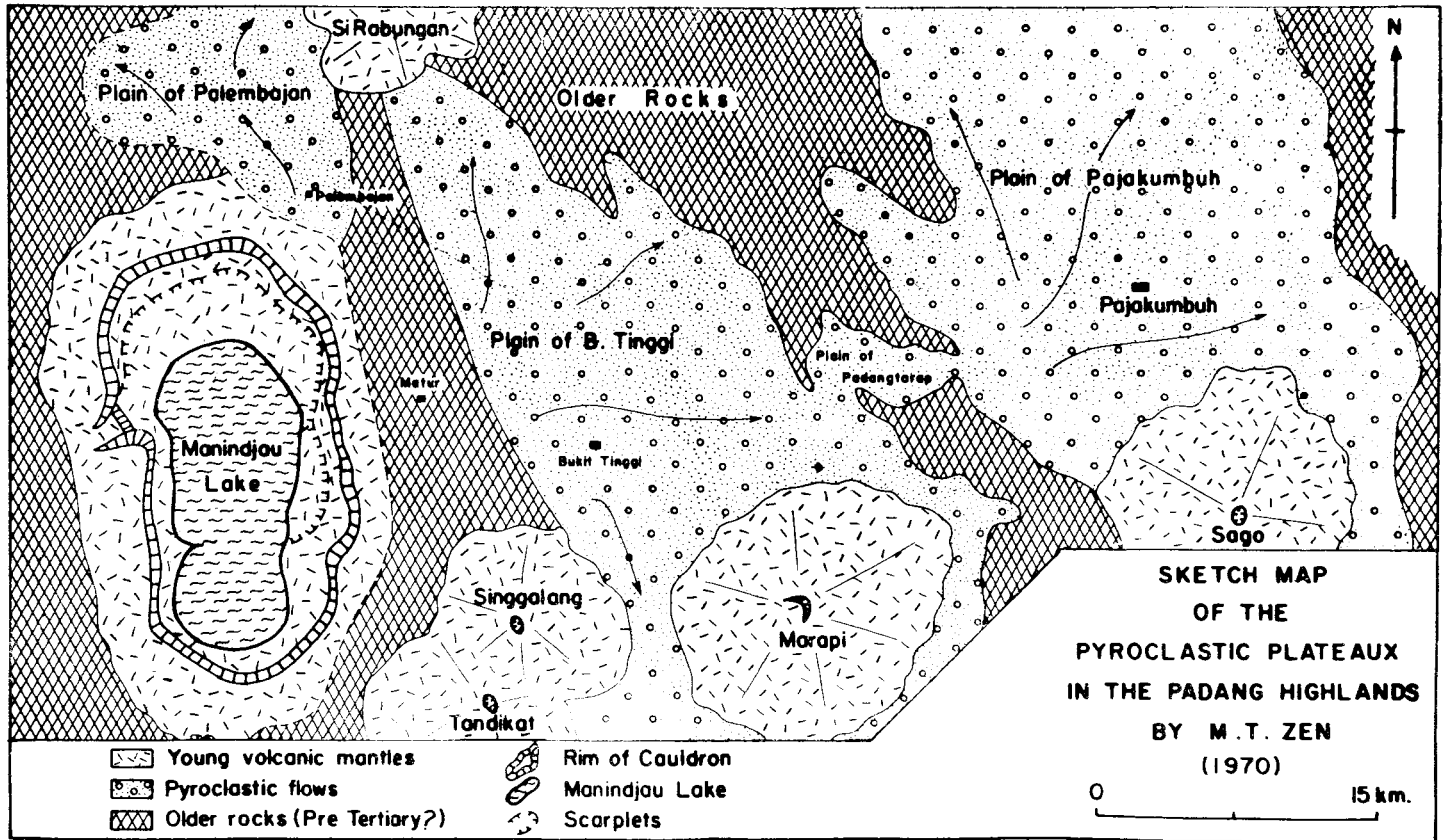 Si Rabungan
N
Plain of Palembajan
Older Rocks
Plain of Pajakumbuh
Palembajan
Pajakumbuh
Plain of B. Tinggi
Plain of
Padangtarap
Matur
Manindjau
Lake
Bukit Tinggi
Sago
Singgalang
Marapi
Tandikat
SKETCH MAP
OF THE
PYROCLASTIC PLATEAUX
IN THE PADANG HIGHLANDS
BY M.T. ZEN
(1970)
0 15 km.
Young volcanic mantles
Pyroclastic flows
Older rocks (Pre Tertiary?)
Rim of Cauldron
Manindjau Lake
Scarplets